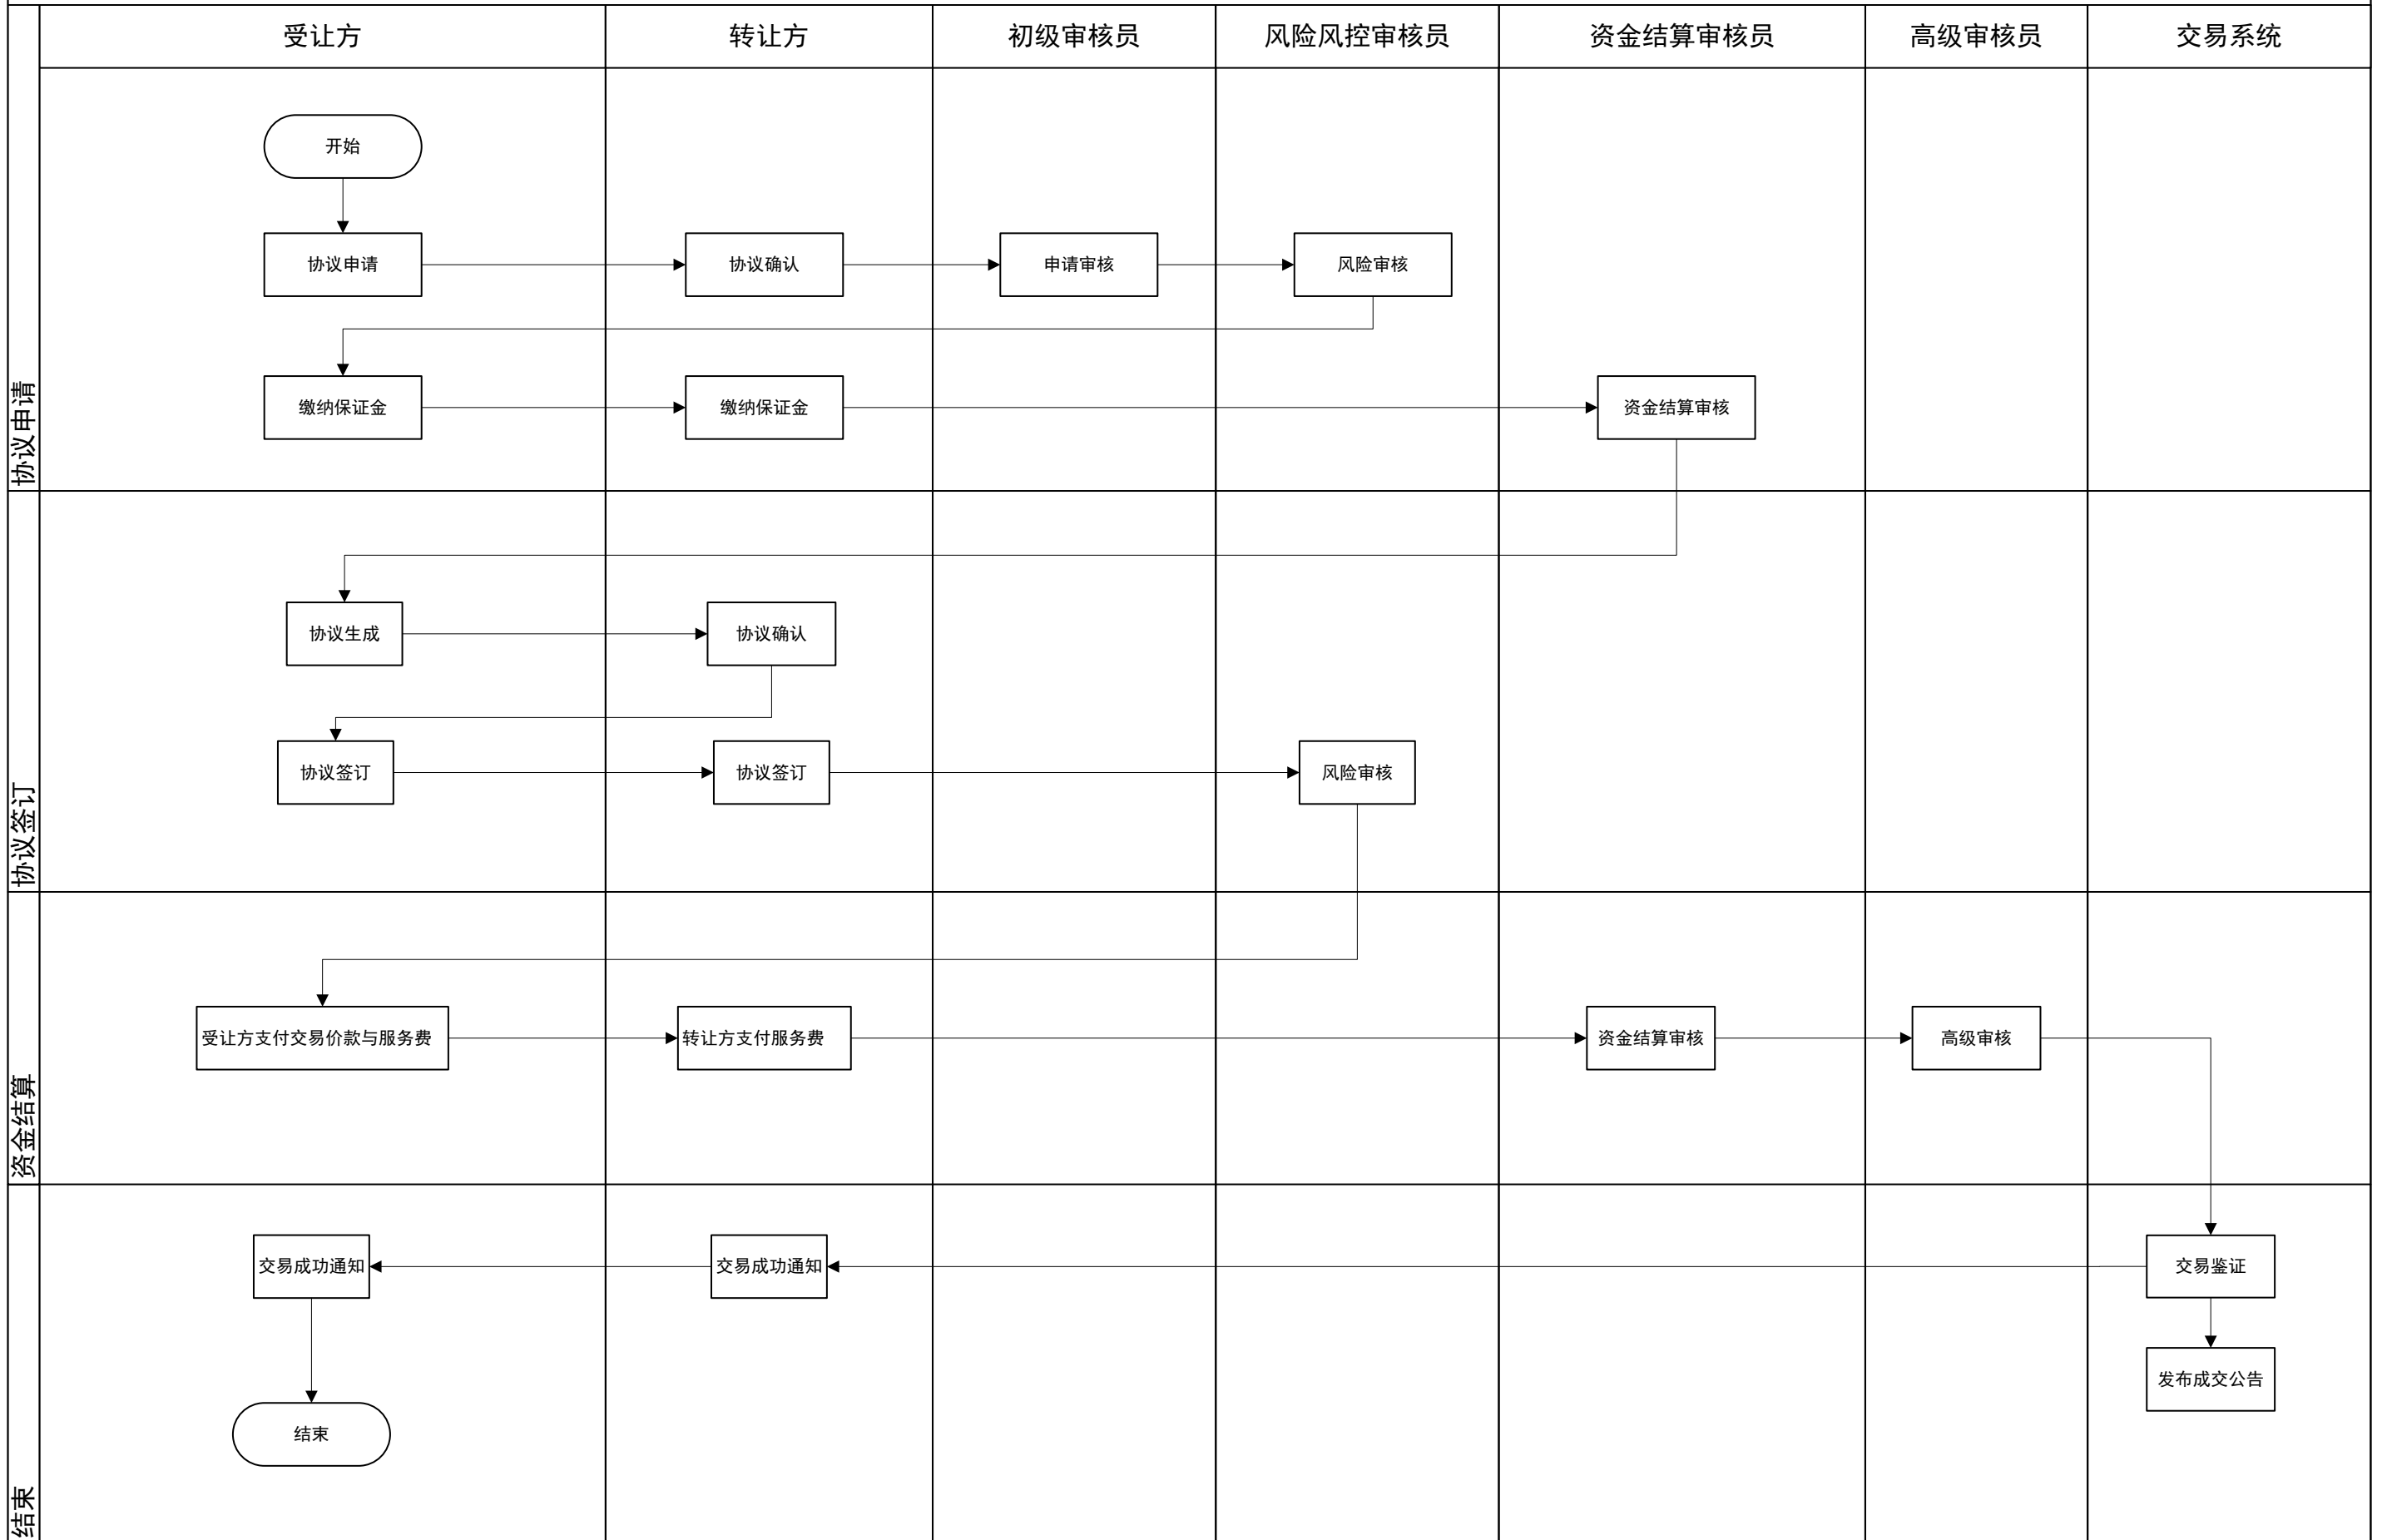 受让方
转让方
初级审核员
风险风控审核员
资金结算审核员
高级审核员
交易系统
协议申请
开始
协议申请
协议确认
申请审核
风险审核
缴纳保证金
缴纳保证金
资金结算审核
协议签订
协议生成
协议确认
协议签订
协议签订
风险审核
资金结算
受让方支付交易价款与服务费
转让方支付服务费
资金结算审核
高级审核
结束
交易成功通知
交易成功通知
交易鉴证
发布成交公告
结束